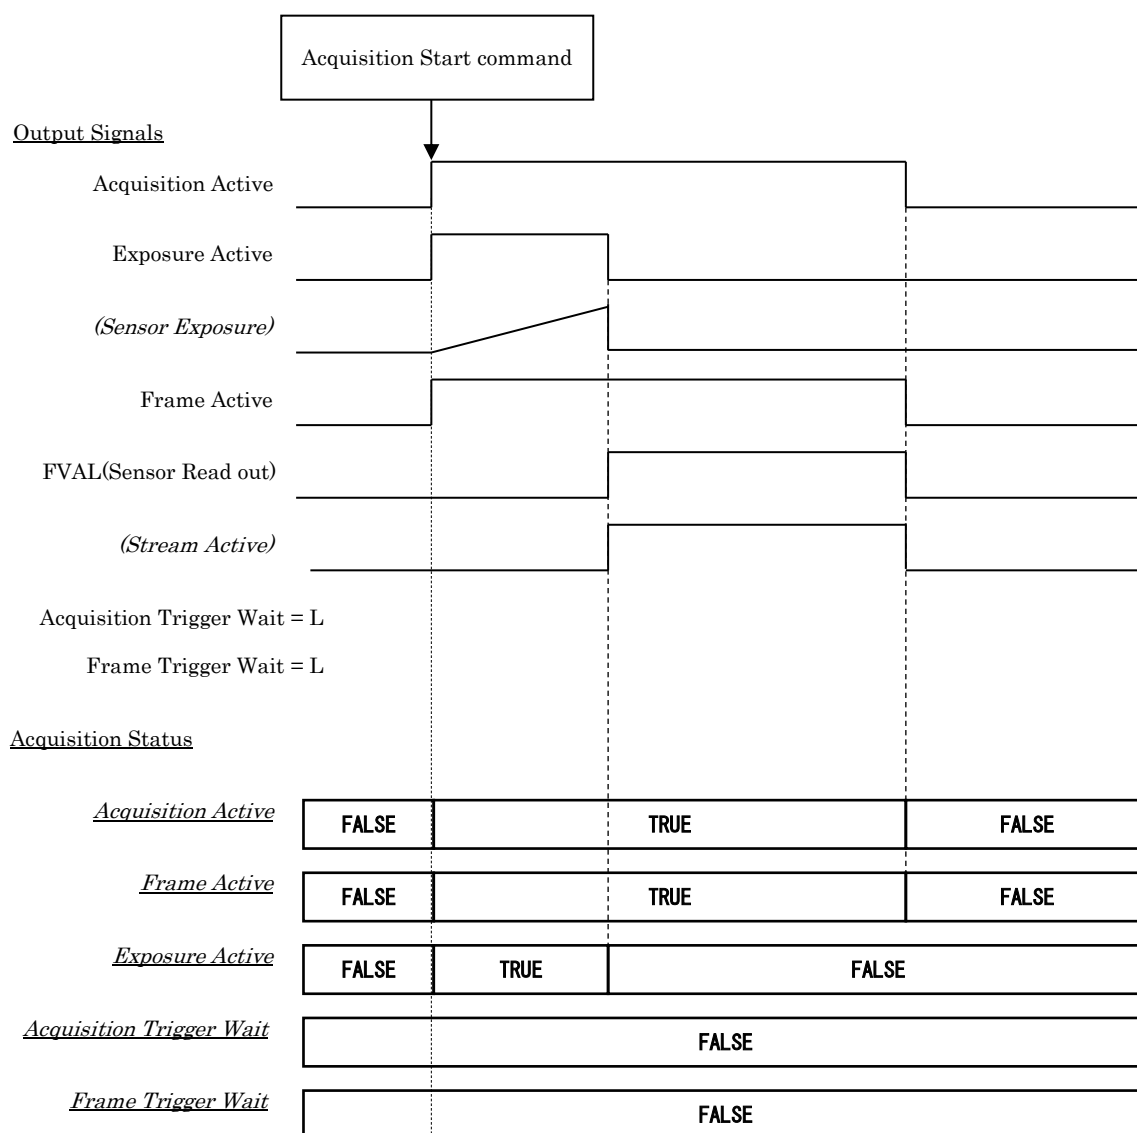 Acquisition Start command
Output Signals
Acquisition Active
Exposure Active
(Sensor Exposure)
Frame Active
FVAL(Sensor Read out)
(Stream Active)
Acquisition Trigger Wait = L
Frame Trigger Wait = L
Acquisition Status
Acquisition Active FALSE TRUE FALSE
Frame Active FALSE TRUE FALSE
Exposure Active FALSE TRUE FALSE
Acquisition Trigger Wait FALSE
Frame Trigger Wait FALSE